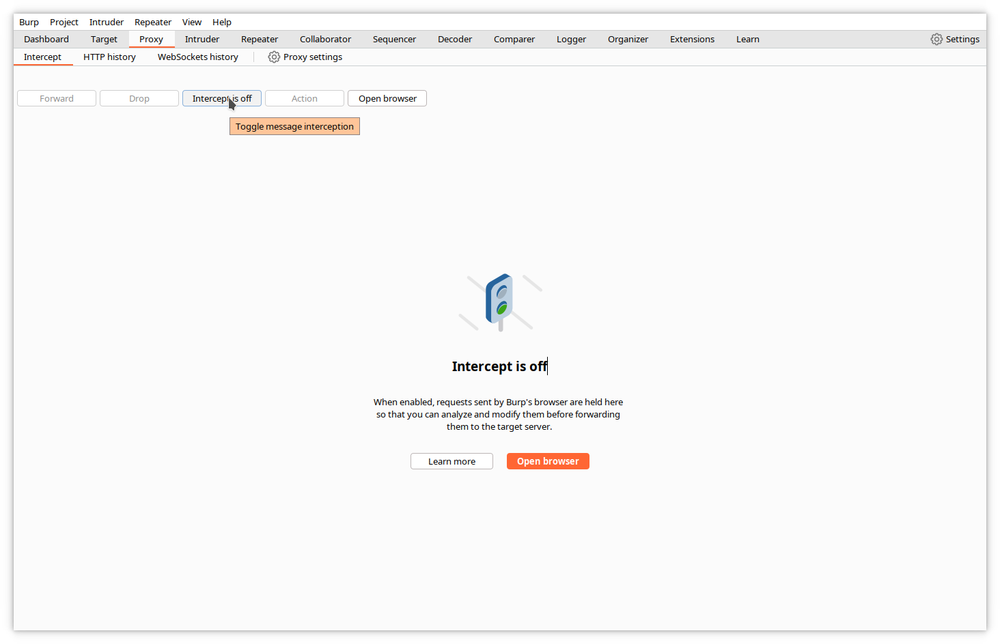 Burp Project Intruder Repeater View Help
Dashboard Target Proxy Intruder Repeater Collaborator Sequencer Decoder Comparer Logger Organizer Extensions Learn Settings
Intercept HTTP history WebSockets history Proxy settings
Forward Drop Intercept is off Action Open browser
Toggle message interception
Intercept is off
When enabled, requests sent by Burp's browser are held here
so that you can analyze and modify them before forwarding
them to the target server.
Learn more Open browser